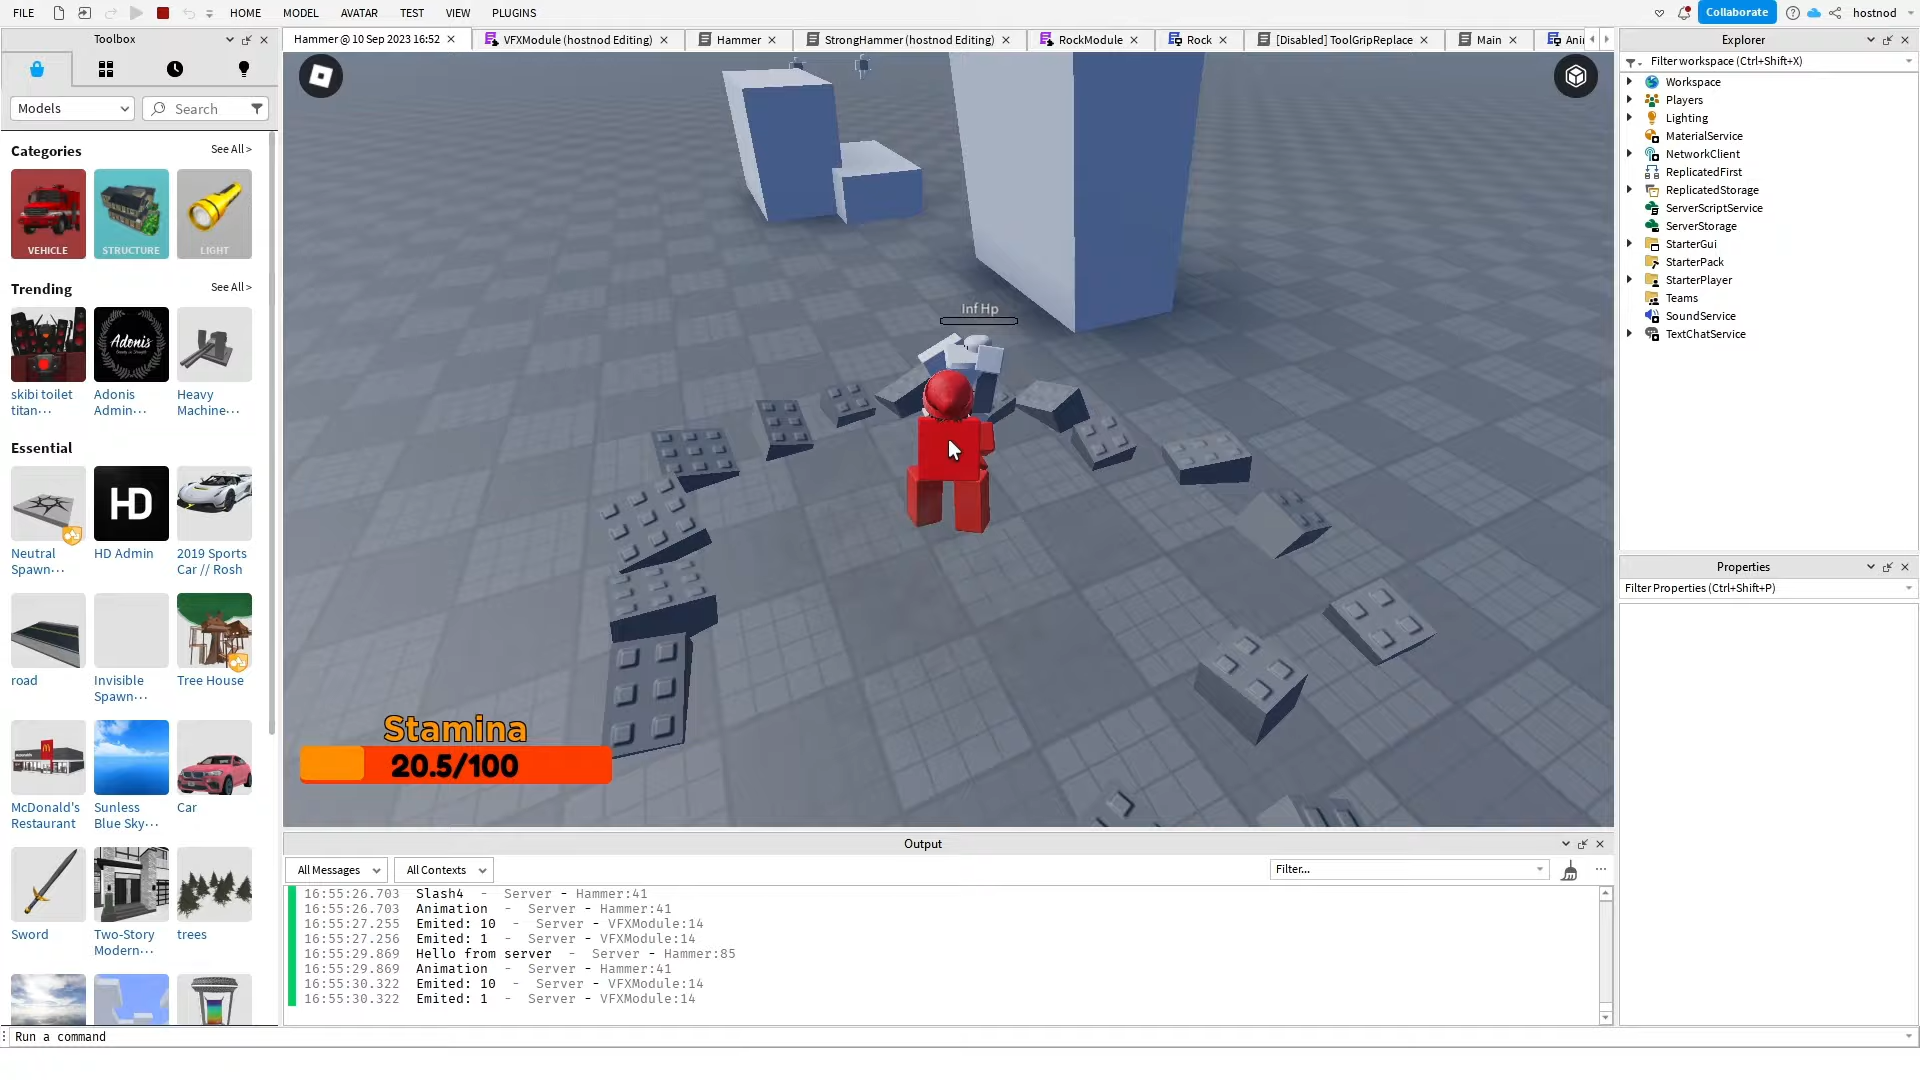 FILE HOME MODEL AVATAR TEST VIEW PLUGINS Collaborate hostnod
Toolbox
Hammer @ 10 Sep 2023 16:52 VFXModule (hostnod Editing) Hammer StrongHammer (hostnod Editing) RockModule Rock [Disabled] ToolGripReplace Main Ani
Explorer
Filter workspace (Ctrl+Shift+X)
Models Search
Categories See All >
VEHICLE STRUCTURE LIGHT
Trending See All >
Adonis
skibi toilet titan...
Adonis Admin...
Heavy Machine...
Essential
HD
Neutral Spawn...
HD Admin
2019 Sports Car // Rosh
road
Invisible Spawn...
Tree House
McDonald's Restaurant
Sunless Blue Sky...
Car
Sword
Two-Story Modern...
trees
Inf Hp
Stamina
20.5/100
Workspace
Players
Lighting
MaterialService
NetworkClient
ReplicatedFirst
ReplicatedStorage
ServerScriptService
ServerStorage
StarterGui
StarterPack
StarterPlayer
Teams
SoundService
TextChatService
Properties
Filter Properties (Ctrl+Shift+P)
Output
All Messages All Contexts Filter...
16:55:26.703 Slash4 - Server - Hammer:41
16:55:26.703 Animation - Server - Hammer:41
16:55:27.255 Emited: 10 - Server - VFXModule:14
16:55:27.256 Emited: 1 - Server - VFXModule:14
16:55:29.869 Hello from server - Server - Hammer:85
16:55:29.869 Animation - Server - Hammer:41
16:55:30.322 Emited: 10 - Server - VFXModule:14
16:55:30.322 Emited: 1 - Server - VFXModule:14
Run a command